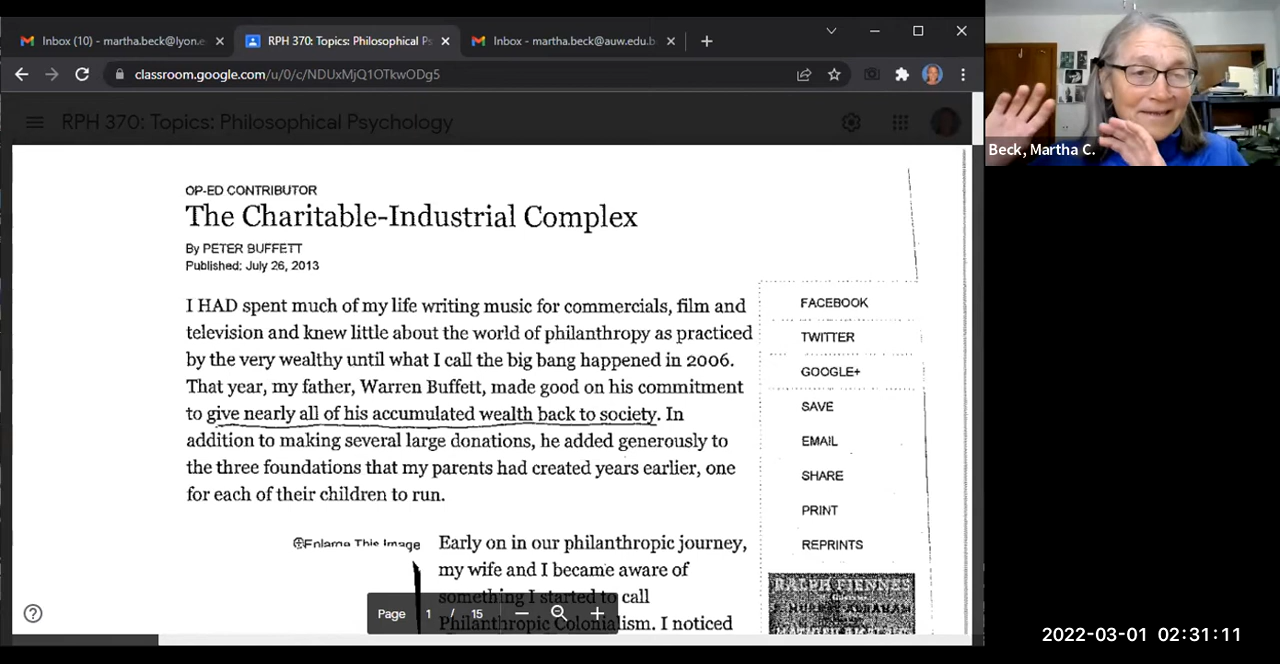 Inbox (10) - martha.beck@lyon.e
RPH 370: Topics: Philosophical Ps
Inbox - martha.beck@auw.edu.b
classroom.google.com/u/0/c/NDUxMjQ1OTkwODg5
RPH 370: Topics: Philosophical Psychology
Beck, Martha C.
OP-ED CONTRIBUTOR
The Charitable-Industrial Complex
By PETER BUFFETT
Published: July 26, 2013
I HAD spent much of my life writing music for commercials, film and
television and knew little about the world of philanthropy as practiced
by the very wealthy until what I call the big bang happened in 2006.
That year, my father, Warren Buffett, made good on his commitment
to give nearly all of his accumulated wealth back to society. In
addition to making several large donations, he added generously to
the three foundations that my parents had created years earlier, one
for each of their children to run.
FACEBOOK
TWITTER
GOOGLE+
SAVE
EMAIL
SHARE
PRINT
REPRINTS
Enlarge This Image
Early on in our philanthropic journey,
my wife and I became aware of
something I started to call
Philanthropic Colonialism. I noticed
RALPH FIENNES
F. MURRAY ABRAHAM
Page 1 / 15
2022-03-01 02:31:11